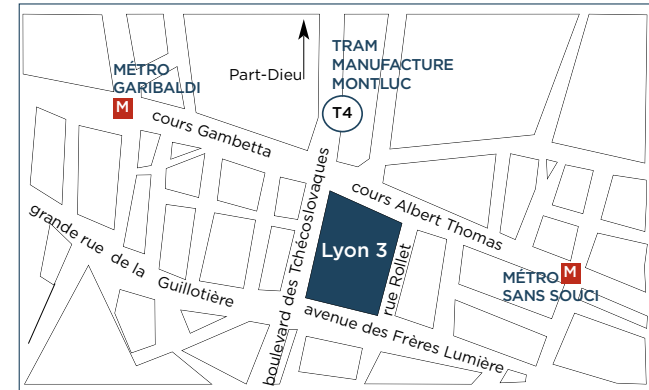 MÉTRO
GARIBALDI
M
Part-Dieu
TRAM
MANUFACTURE
MONTLUC
T4
cours Gambetta
boulevard des Tchécoslovaques
cours Albert Thomas
grande rue de la Guillotière
Lyon 3
rue Rollet
MÉTRO
SANS SOUCI
M
avenue des Frères Lumière